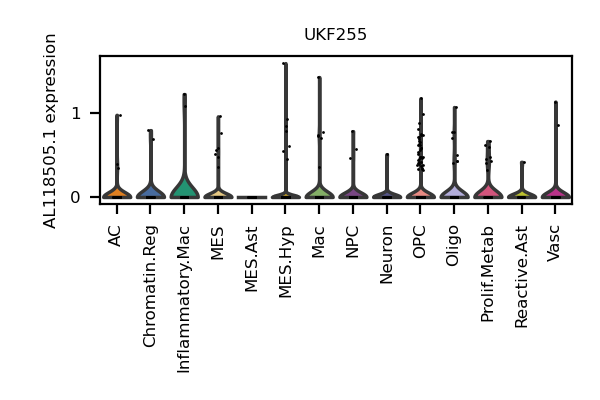 UKF255
AL118505.1 expression
1
0
AC
Chromatin.Reg
Inflammatory.Mac
MES
MES.Ast
MES.Hyp
Mac
NPC
Neuron
OPC
Oligo
Prolif.Metab
Reactive.Ast
Vasc